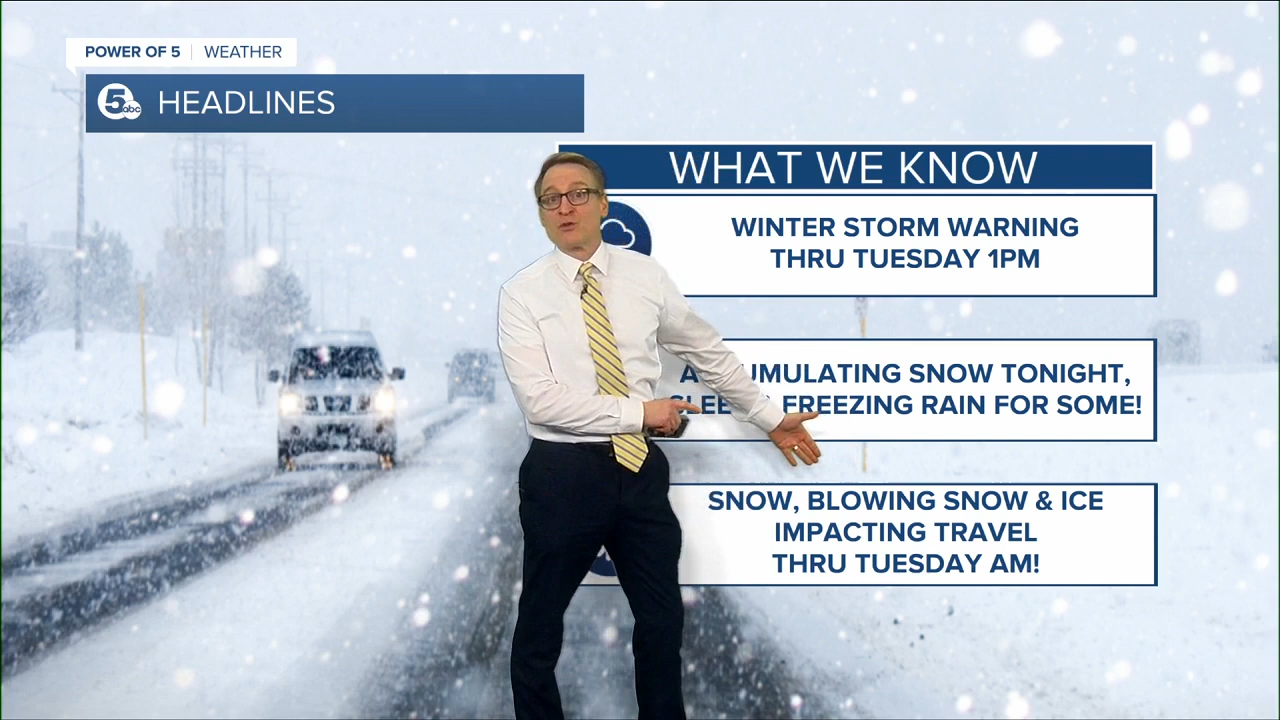 POWER OF 5 | WEATHER
5 abc HEADLINES
WHAT WE KNOW
WINTER STORM WARNING
THRU TUESDAY 1PM
UMULATING SNOW TONIGHT,
FREEZING RAIN FOR SOME!
SNOW, BLOWING SNOW & ICE
IMPACTING TRAVEL
THRU TUESDAY AM!